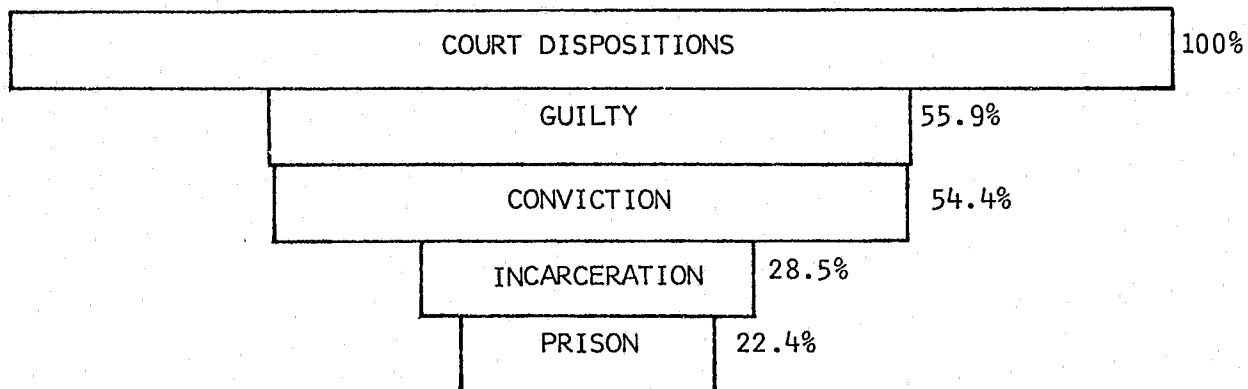 COURT DISPOSITIONS 100%
GUILTY 55.9%
CONVICTION 54.4%
INCARCERATION 28.5%
PRISON 22.4%